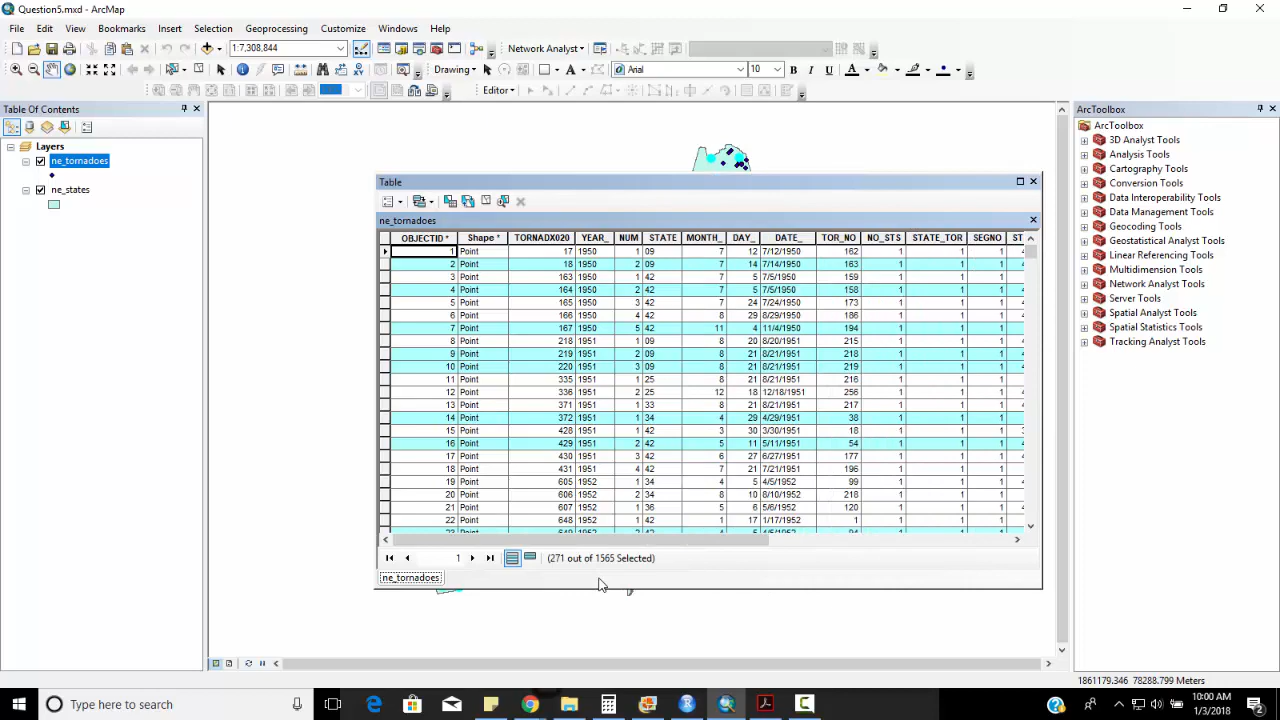 Question5.mxd - ArcMap
File Edit View Bookmarks Insert Selection Geoprocessing Customize Windows Help
1:7,308,844 Network Analyst
Drawing Arial 10 B I U A
Editor
Table Of Contents
Layers
ne_tornadoes
ne_states
Table
ne_tornadoes
OBJECTID * Shape * TORNADX020 YEAR_ NUM STATE MONTH_ DAY_ DATE_ TOR_NO NO_STS STATE_TOR SEGNO ST
1 Point 17 1950 1 09 7 12 7/12/1950 162 1 1 1
2 Point 18 1950 2 09 7 14 7/14/1950 163 1 1 1
3 Point 163 1950 1 42 7 5 7/5/1950 159 1 1 1
4 Point 164 1950 2 42 7 5 7/5/1950 158 1 1 1
5 Point 165 1950 3 42 7 24 7/24/1950 173 1 1 1
6 Point 166 1950 4 42 8 29 8/29/1950 186 1 1 1
7 Point 167 1950 5 42 11 4 11/4/1950 194 1 1 1
8 Point 218 1951 1 09 8 20 8/20/1951 215 1 1 1
9 Point 219 1951 2 09 8 21 8/21/1951 218 1 1 1
10 Point 220 1951 3 09 8 21 8/21/1951 219 1 1 1
11 Point 335 1951 1 25 8 21 8/21/1951 216 1 1 1
12 Point 336 1951 2 25 12 18 12/18/1951 256 1 1 1
13 Point 371 1951 1 33 8 21 8/21/1951 217 1 1 1
14 Point 372 1951 1 34 4 29 4/29/1951 38 1 1 1
15 Point 428 1951 1 42 3 30 3/30/1951 18 1 1 1
16 Point 429 1951 2 42 5 11 5/11/1951 54 1 1 1
17 Point 430 1951 3 42 6 27 6/27/1951 177 1 1 1
18 Point 431 1951 4 42 7 21 7/21/1951 196 1 1 1
19 Point 605 1952 1 34 4 5 4/5/1952 99 1 1 1
20 Point 606 1952 2 34 8 10 8/10/1952 218 1 1 1
21 Point 607 1952 1 36 5 6 5/6/1952 120 1 1 1
22 Point 648 1952 1 42 1 17 1/17/1952 1 1 1 1
1 (271 out of 1565 Selected)
ne_tornadoes
ArcToolbox
ArcToolbox
3D Analyst Tools
Analysis Tools
Cartography Tools
Conversion Tools
Data Interoperability Tools
Data Management Tools
Geocoding Tools
Geostatistical Analyst Tools
Linear Referencing Tools
Multidimension Tools
Network Analyst Tools
Server Tools
Spatial Analyst Tools
Spatial Statistics Tools
Tracking Analyst Tools
1861179.346 78288.799 Meters
Type here to search
10:00 AM
1/3/2018